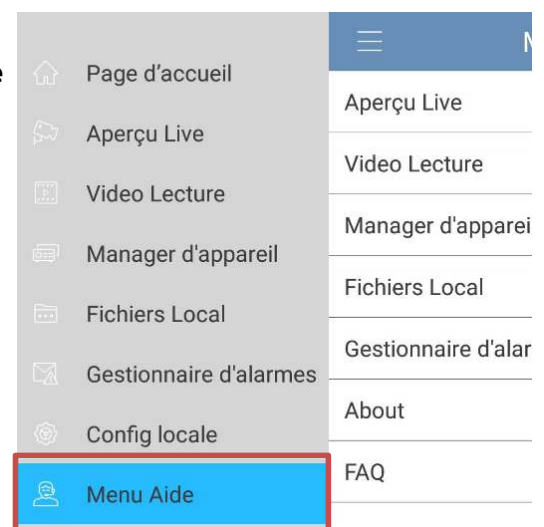 Page d’accueil
Aperçu Live
Video Lecture
Manager d'appareil
Fichiers Local
Gestionnaire d'alarmes
Config locale
Menu Aide
Aperçu Live
Video Lecture
Manager d'apparei
Fichiers Local
Gestionnaire d'alar
About
FAQ